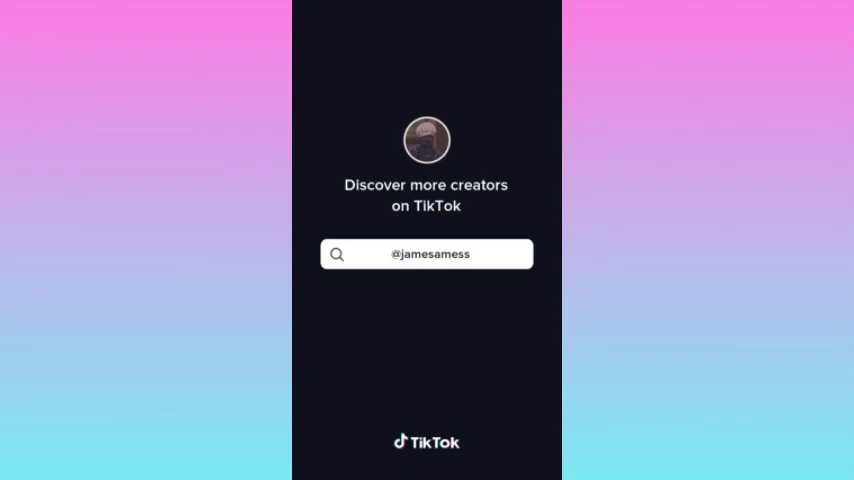 Discover more creators
on TikTok
@jamesamess
TikTok